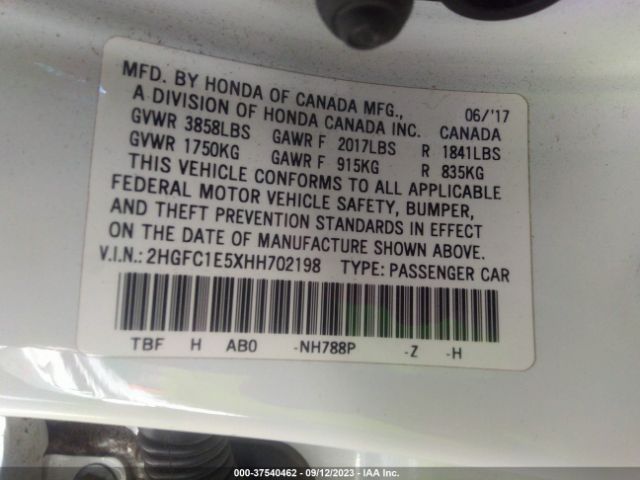 MFD. BY HONDA OF CANADA MFG., 06/'17
A DIVISION OF HONDA CANADA INC. CANADA
GVWR 3858LBS GAWR F 2017LBS R 1841LBS
GVWR 1750KG GAWR F 915KG R 835KG
THIS VEHICLE CONFORMS TO ALL APPLICABLE
FEDERAL MOTOR VEHICLE SAFETY, BUMPER,
AND THEFT PREVENTION STANDARDS IN EFFECT
ON THE DATE OF MANUFACTURE SHOWN ABOVE.
V.I.N.: 2HGFC1E5XHH702198 TYPE: PASSENGER CAR
TBF H AB0 -NH788P -Z -H
000-37540462 - 09/12/2023 - IAA Inc.